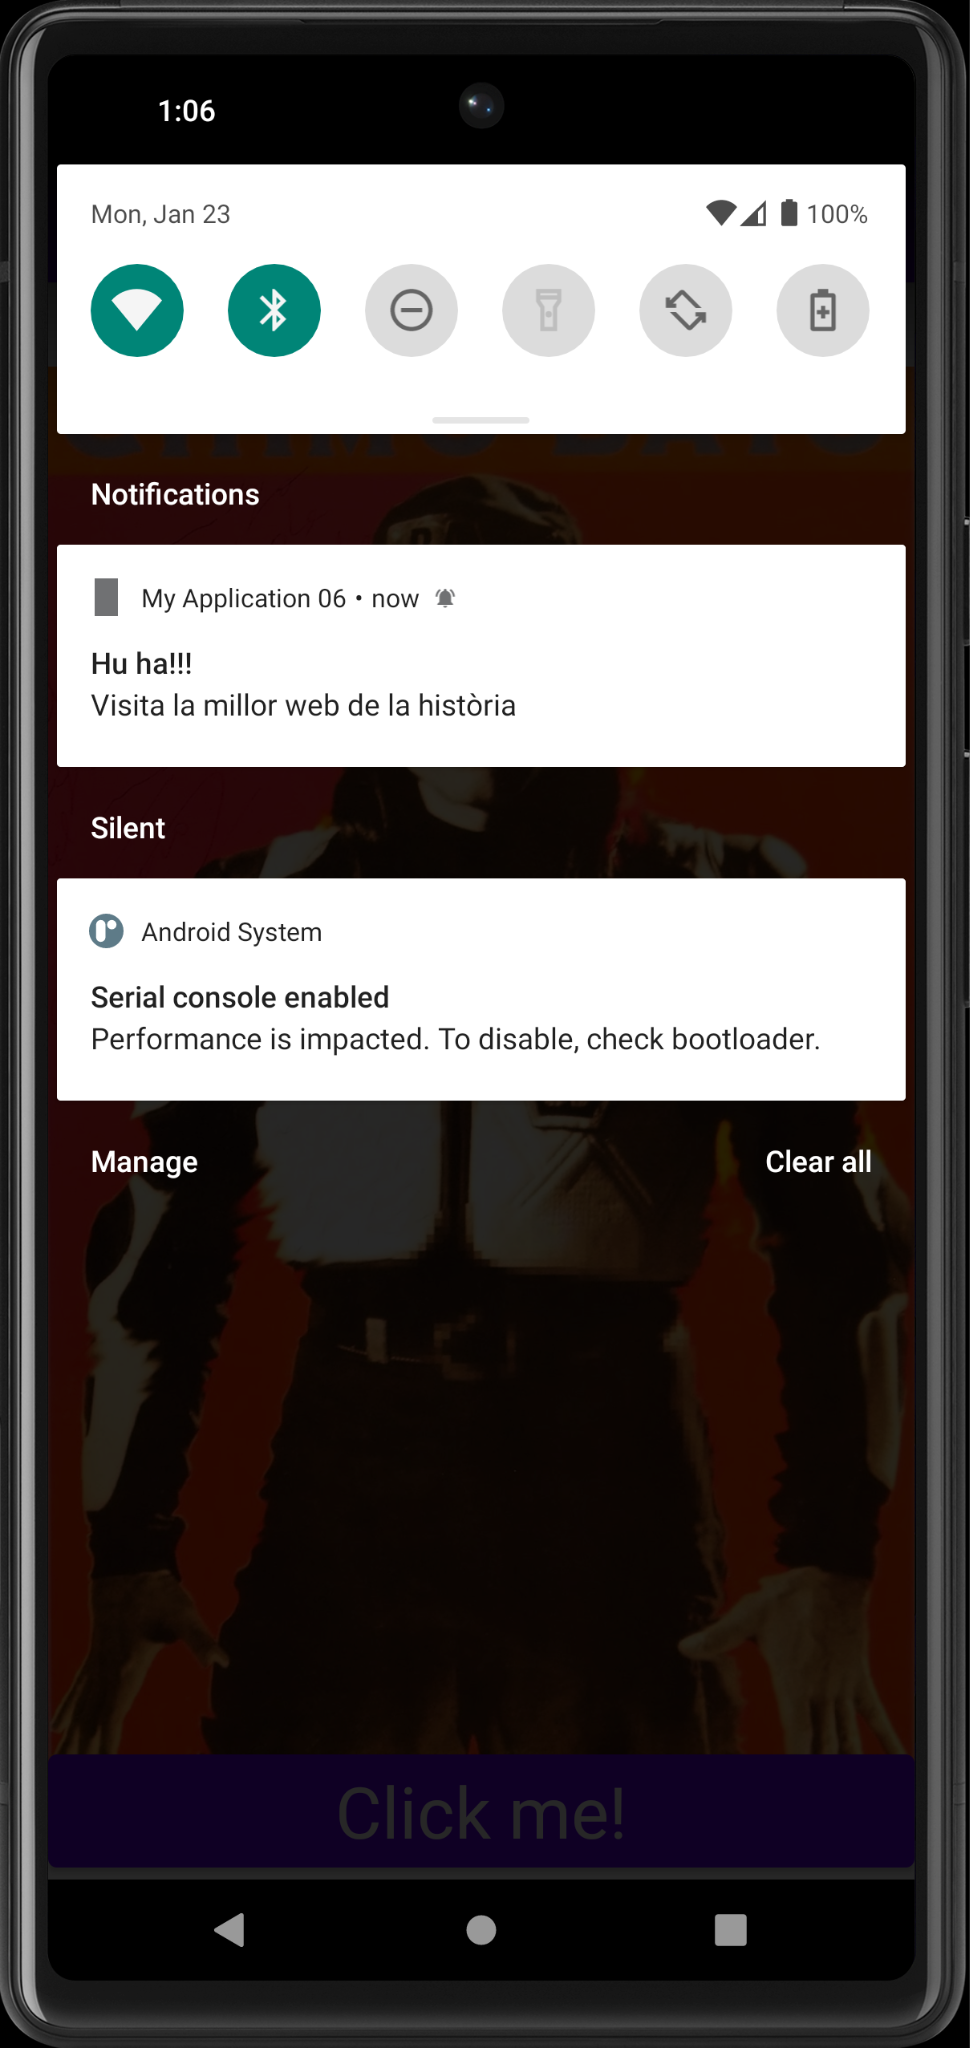 1:06
Mon, Jan 23
100%
Notifications
My Application 06 • now
Hu ha!!!
Visita la millor web de la història
Silent
Android System
Serial console enabled
Performance is impacted. To disable, check bootloader.
Manage
Clear all
Click me!